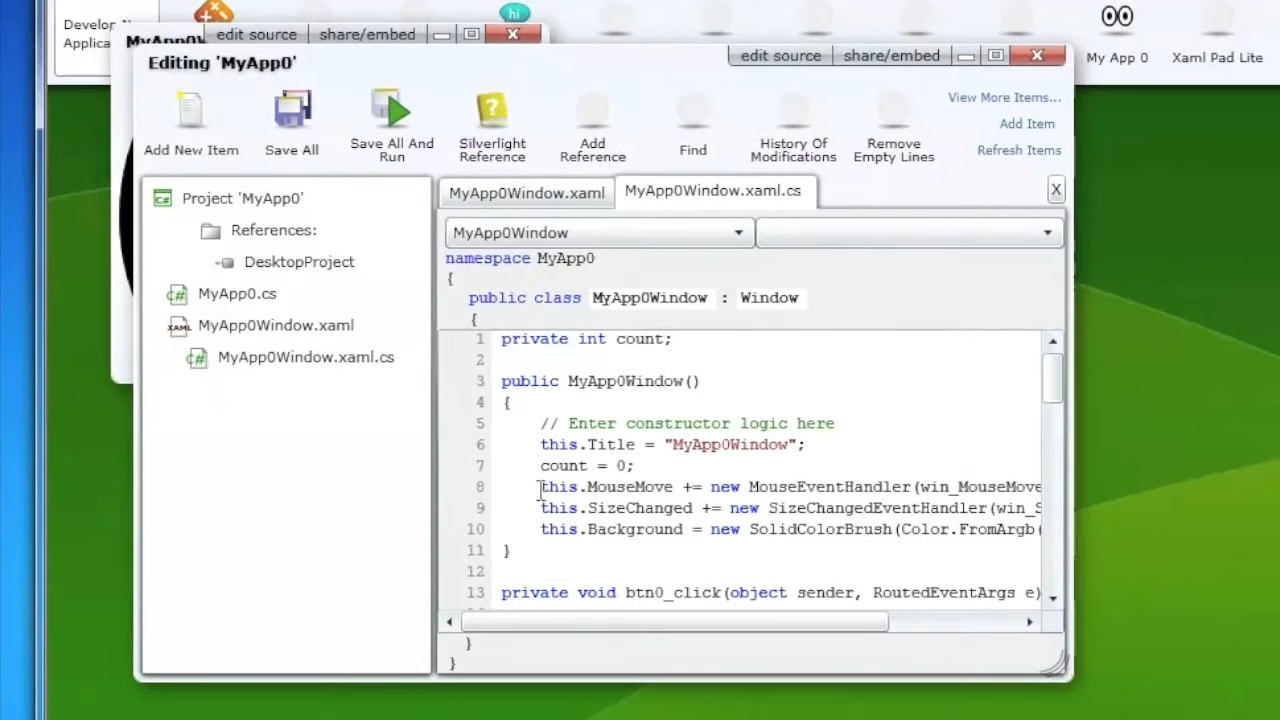 hi
Develop
Applica
My App 0
Xaml Pad Lite
MyApp0W
edit source
share/embed
X
Editing 'MyApp0'
edit source
share/embed
X
Add New Item
Save All
Save All And
Run
Silverlight
Reference
Add
Reference
Find
History Of
Modifications
Remove
Empty Lines
View More Items...
Add Item
Refresh Items
C# Project 'MyApp0'
References:
DesktopProject
C# MyApp0.cs
XAML MyApp0Window.xaml
C# MyApp0Window.xaml.cs
MyApp0Window.xaml
MyApp0Window.xaml.cs
X
MyApp0Window
namespace MyApp0
{
public class MyApp0Window : Window
{
1 private int count;
2
3 public MyApp0Window()
4 {
5 // Enter constructor logic here
6 this.Title = "MyApp0Window";
7 count = 0;
8 this.MouseMove += new MouseEventHandler(win_MouseMove
9 this.SizeChanged += new SizeChangedEventHandler(win_S
10 this.Background = new SolidColorBrush(Color.FromArgb(
11 }
12
13 private void btn0_click(object sender, RoutedEventArgs e)
}
}